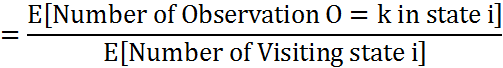 = E[Number of Observation O = k in state i]
E[Number of Visiting state i]